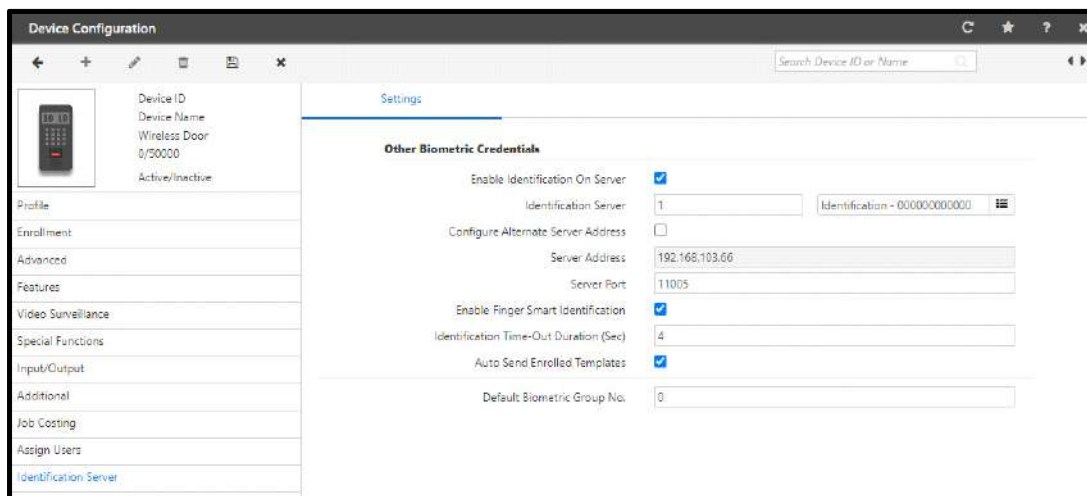 Device Configuration
?
Search Device ID or Name
Device ID
Device Name
Wireless Door
0/50000
Active/Inactive
Profile
Enrollment
Advanced
Features
Video Surveillance
Special Functions
Input/Output
Additional
Job Costing
Assign Users
Identification Server
Settings
Other Biometric Credentials
Enable Identification On Server
Identification Server 1 Identification - 000000000000
Configure Alternate Server Address
Server Address 192.168.103.66
Server Port 11005
Enable Finger Smart Identification
Identification Time-Out Duration (Sec) 4
Auto Send Enrolled Templates
Default Biometric Group No. 0